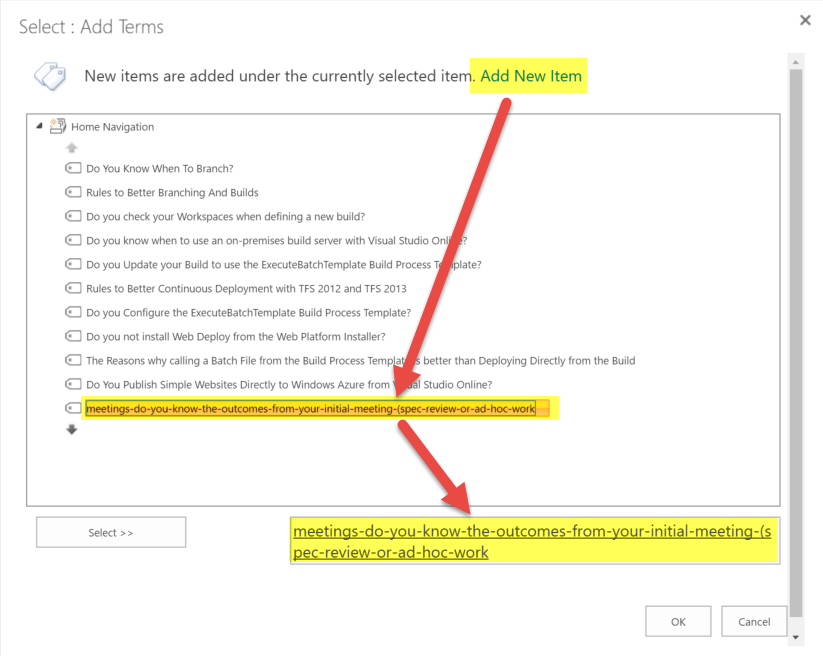 Select : Add Terms
New items are added under the currently selected item. Add New Item
Home Navigation
Do You Know When To Branch?
Rules to Better Branching And Builds
Do you check your Workspaces when defining a new build?
Do you know when to use an on-premises build server with Visual Studio Online?
Do you Update your Build to use the ExecuteBatchTemplate Build Process Template?
Rules to Better Continuous Deployment with TFS 2012 and TFS 2013
Do you Configure the ExecuteBatchTemplate Build Process Template?
Do you not install Web Deploy from the Web Platform Installer?
The Reasons why calling a Batch File from the Build Process Template is better than Deploying Directly from the Build
Do You Publish Simple Websites Directly to Windows Azure from Visual Studio Online?
meetings-do-you-know-the-outcomes-from-your-initial-meeting-(spec-review-or-ad-hoc-work
Select >>
meetings-do-you-know-the-outcomes-from-your-initial-meeting-(s
pec-review-or-ad-hoc-work
OK
Cancel